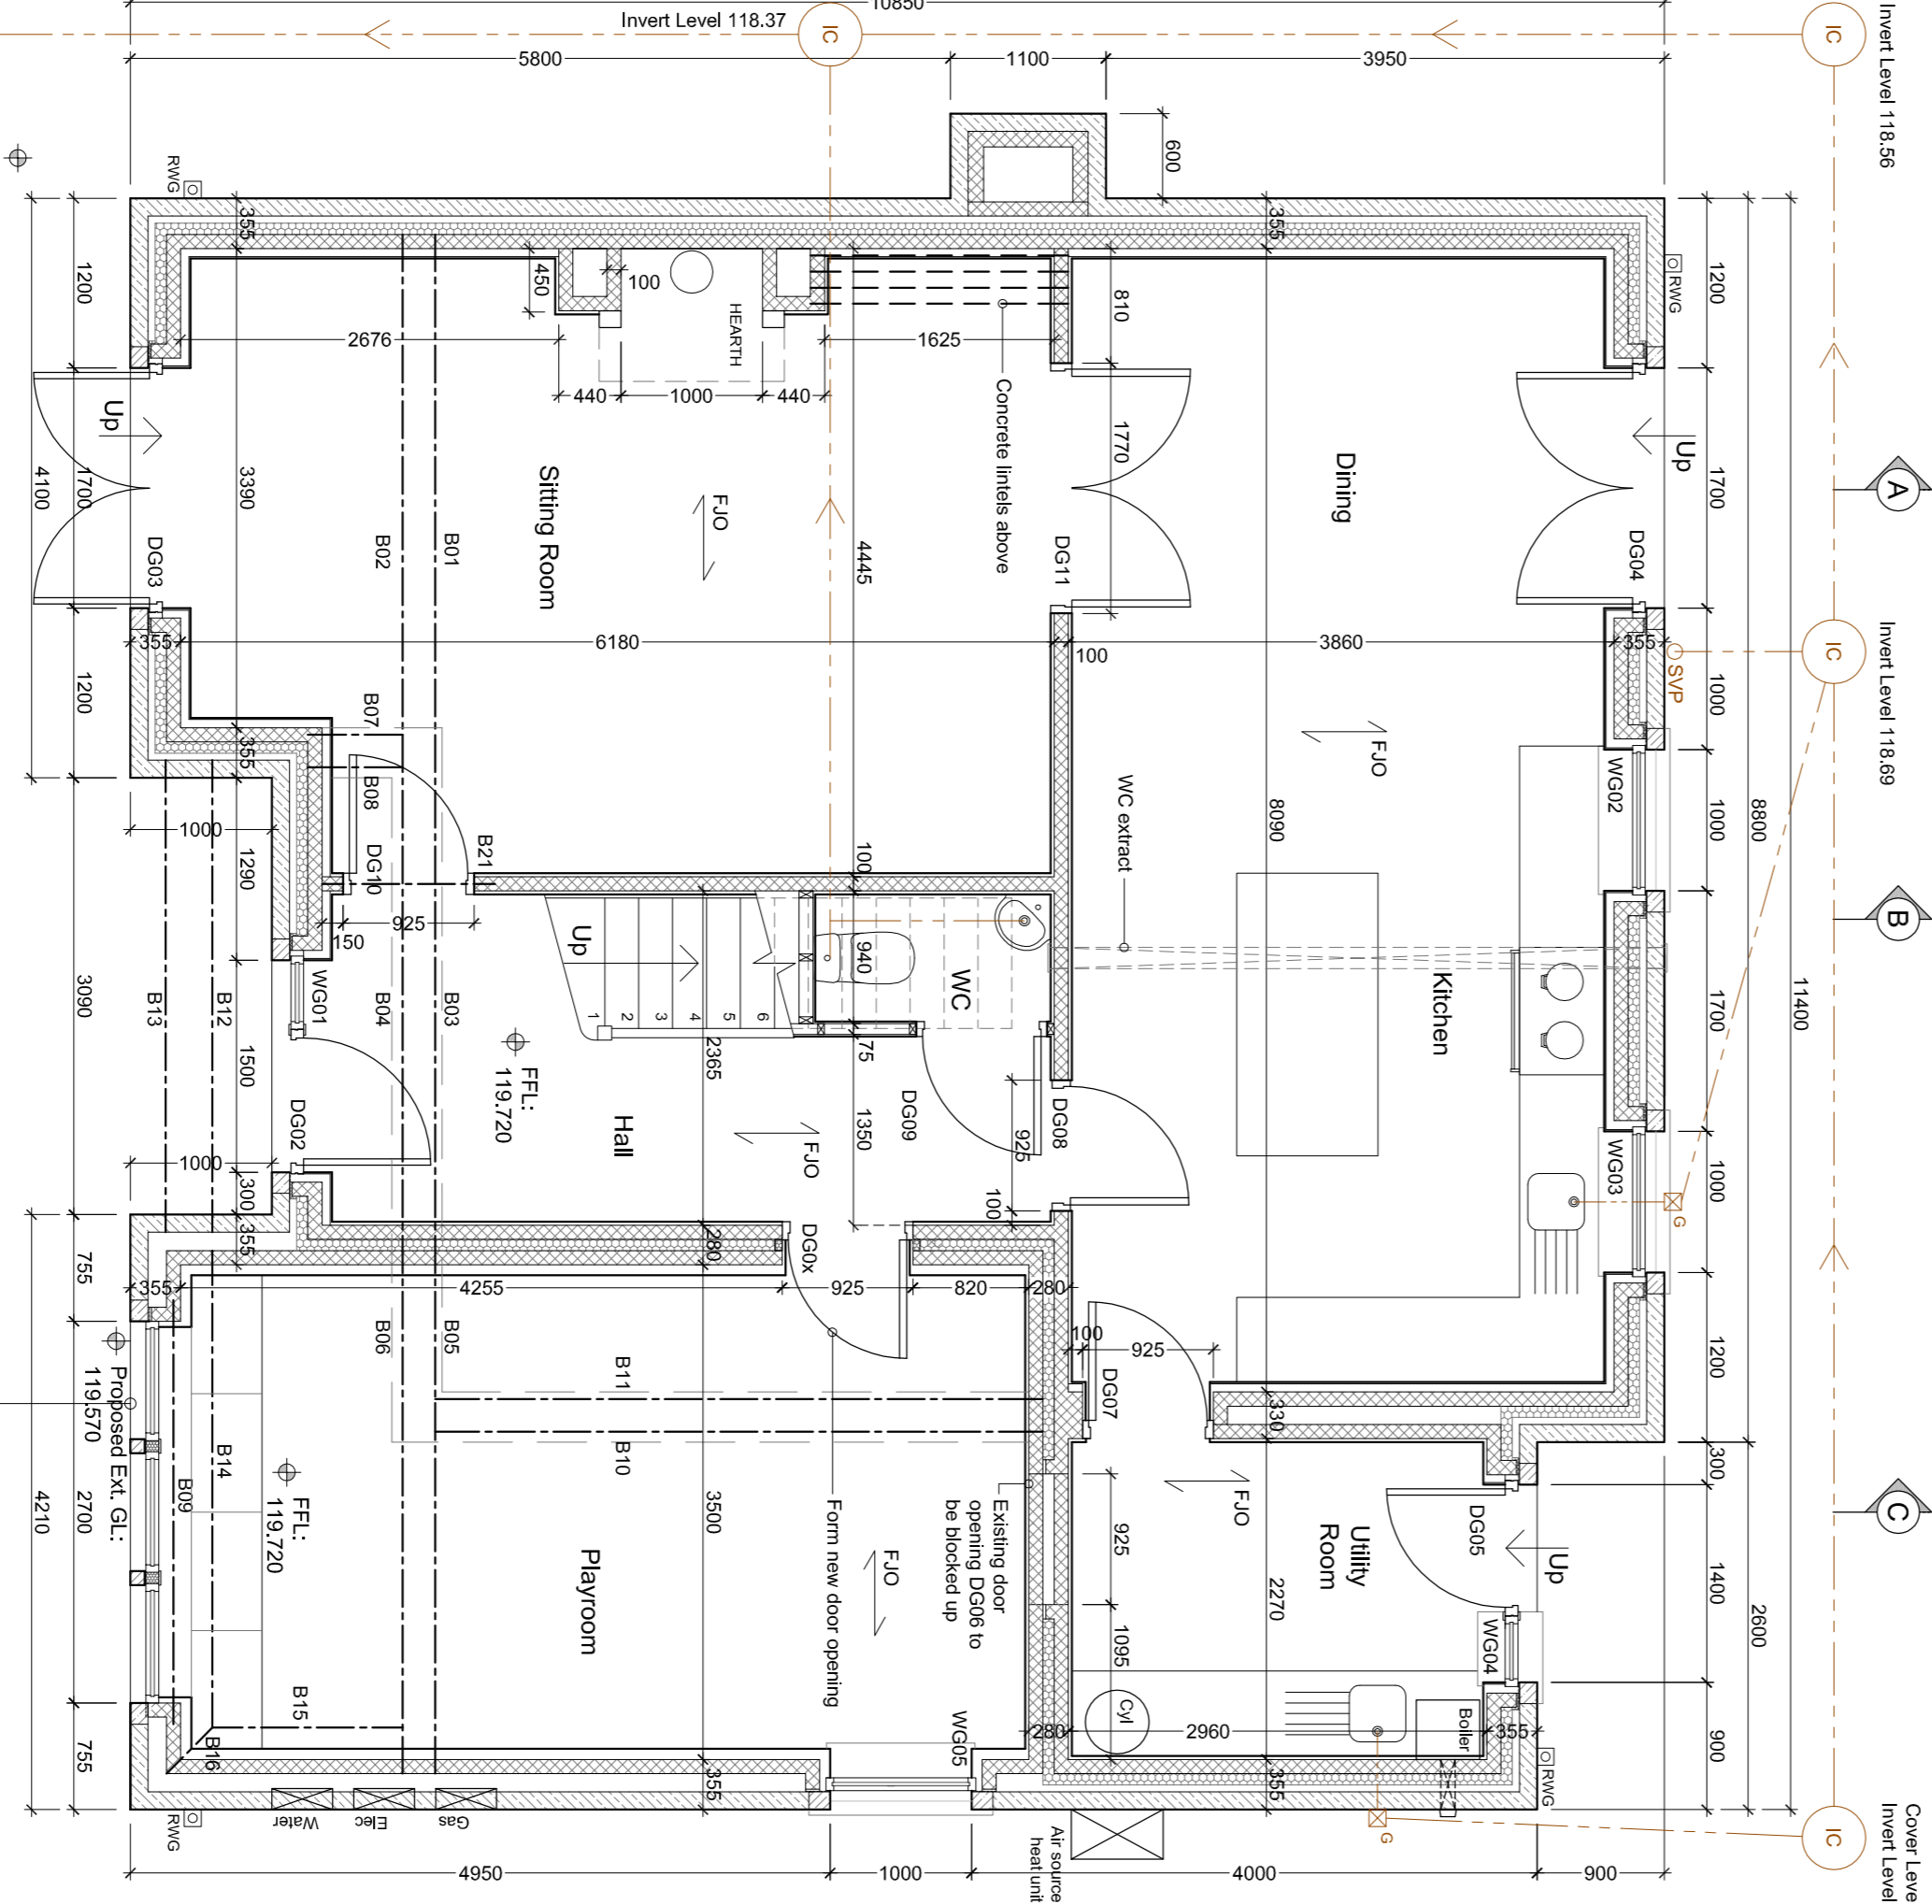 10850
Invert Level 118.37
IC
IC
Invert Level 118.56
5800
1100
3950
600
RWG
RWG
355
355
1200
1200
450
100
HEARTH
810
2676
1625
440
1000
440
Concrete lintels above
Up
Up
A
1700
4100
3390
1770
1700
DG03
B02
B01
Sitting Room
FJO
4445
DG11
Dining
DG04
355
6180
100
3860
355
SVP
IC
Invert Level 118.69
1200
1000
355
B07
B08
DG10
B21
FJO
WC extract
WG02
1000
8800
11400
8090
1000
1290
100
150
925
Up
940
WC
Kitchen
B
1700
3090
B13
B12
WG01
B04
B03
1
2
3
4
5
6
75
2365
FFL:
119.720
1500
DG02
Hall
FJO
1350
DG09
925
DG08
100
WG03
1000
G
1000
300
355
280
DG0x
755
355
4255
925
820
280
100
925
DG07
1200
B06
B05
B11
B10
Proposed Ext. GL:
119.570
B14
B09
FFL:
119.720
2700
4210
3500
Playroom
Form new door opening
FJO
Existing door
opening DG06 to
be blocked up
330
300
925
FJO
Utility
Room
DG05
Up
C
1400
2270
2600
1095
WG04
B15
B16
755
WG05
280
Cyl
2960
Boiler
355
900
355
355
RWG
RWG
Water
Elec
Gas
Air source
heat unit
G
IC
Cover Leve
Invert Level
4950
1000
4000
900